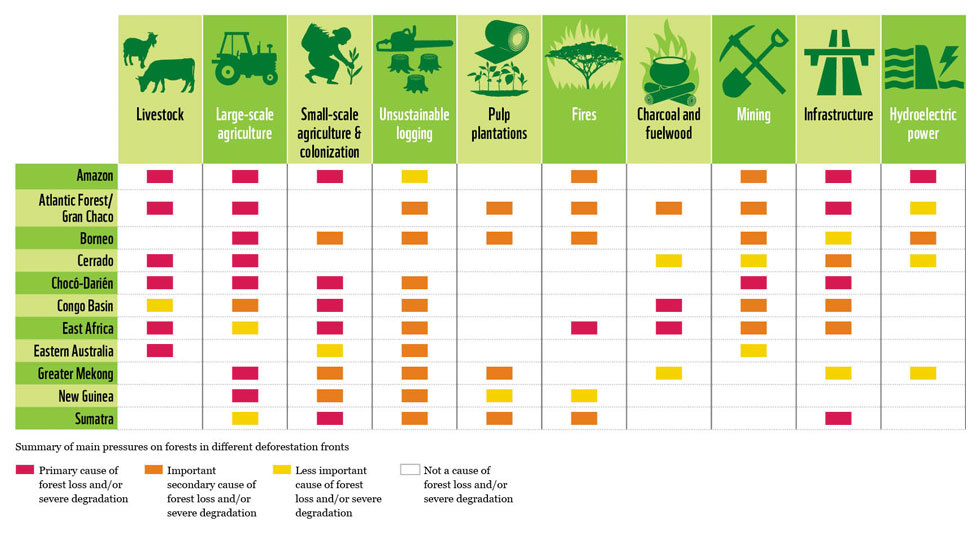 Livestock
Large-scale
agriculture
Small-scale
agriculture &
colonization
Unsustainable
logging
Pulp
plantations
Fires
Charcoal and
fuelwood
Mining
Infrastructure
Hydroelectric
power
Amazon
Atlantic Forest/
Gran Chaco
Borneo
Cerrado
Chocó-Darién
Congo Basin
East Africa
Eastern Australia
Greater Mekong
New Guinea
Sumatra
Summary of main pressures on forests in different deforestation fronts
Primary cause of
forest loss and/or
severe degradation
Important
secondary cause of
forest loss and/or
severe degradation
Less important
cause of forest
loss and/or severe
degradation
Not a cause of
forest loss and/or
severe degradation